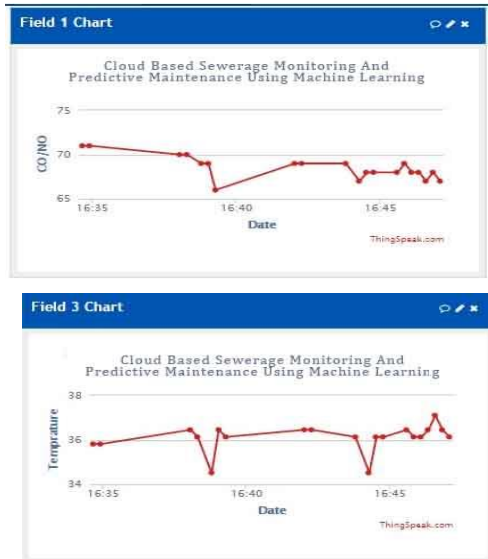 Field 1 Chart
Cloud Based Sewerage Monitoring And
Predictive Maintenance Using Machine Learning
75
70
65
CO/NO
16:35 16:40 16:45
Date
ThingSpeak.com
Field 3 Chart
Cloud Based Sewerage Monitoring And
Predictive Maintenance Using Machine Learning
38
36
34
Temprature
16:35 16:40 16:45
Date
ThingSpeak.com